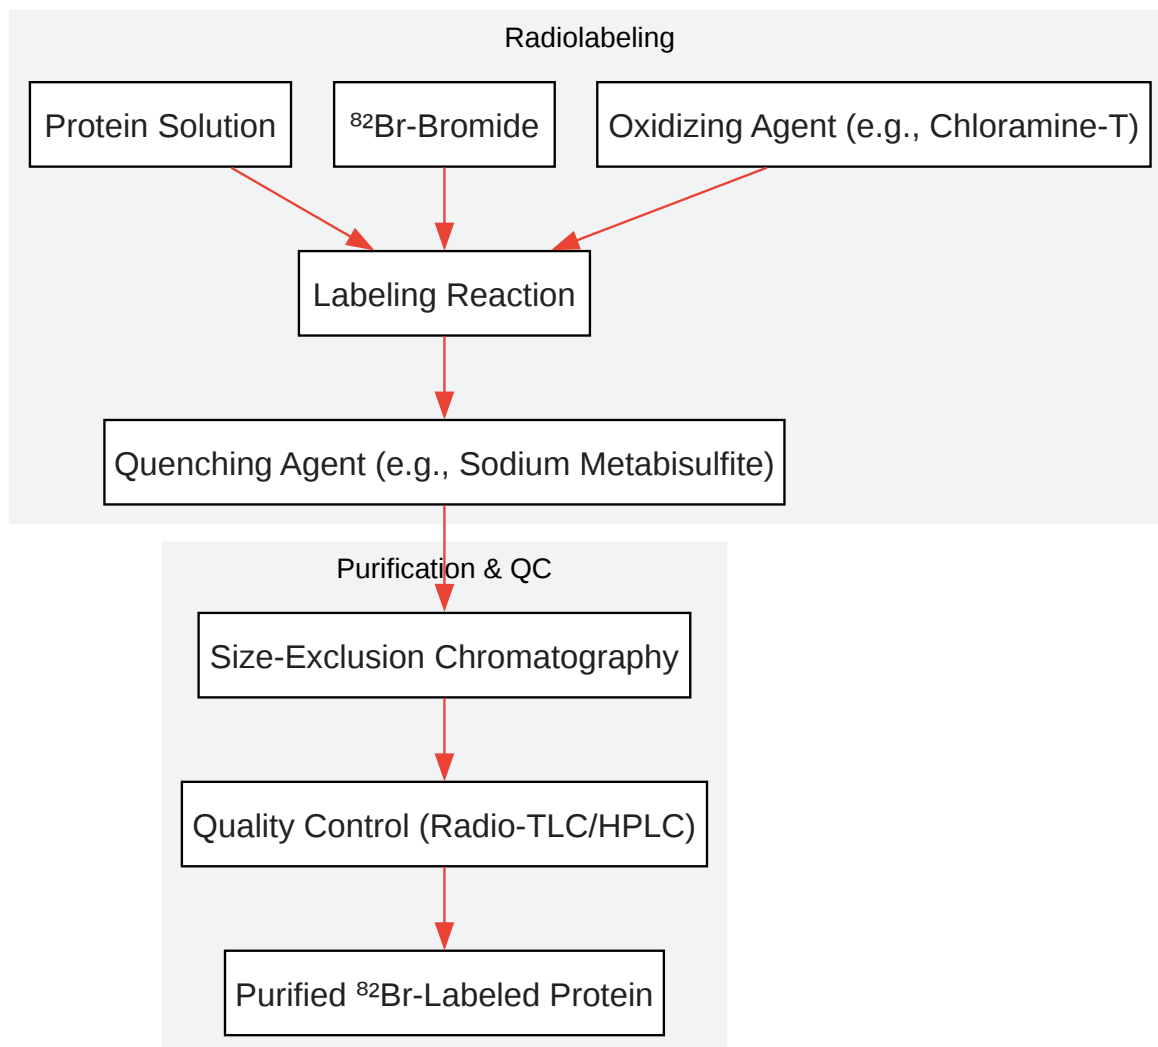 Radiolabeling
Protein Solution
⁸²Br-Bromide
Oxidizing Agent (e.g., Chloramine-T)
Labeling Reaction
Quenching Agent (e.g., Sodium Metabisulfite)
Purification & QC
Size-Exclusion Chromatography
Quality Control (Radio-TLC/HPLC)
Purified ⁸²Br-Labeled Protein